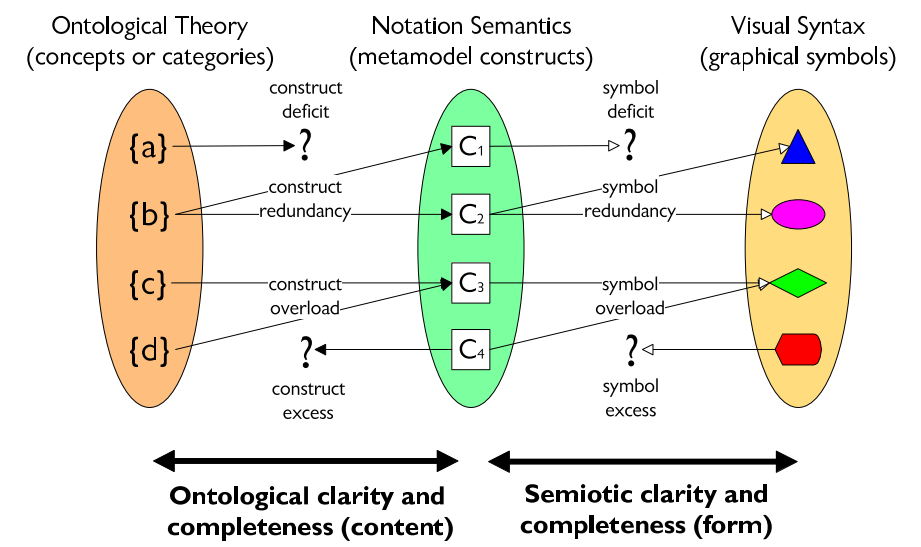 Ontological Theory
(concepts or categories)
Notation Semantics
(metamodel constructs)
Visual Syntax
(graphical symbols)
construct
deficit
symbol
deficit
{a}
?
C1
?
construct
redundancy
symbol
redundancy
{b}
C2
{c}
construct
overload
C3
symbol
overload
{d}
?
C4
?
construct
excess
symbol
excess
Ontological clarity and
completeness (content)
Semiotic clarity and
completeness (form)